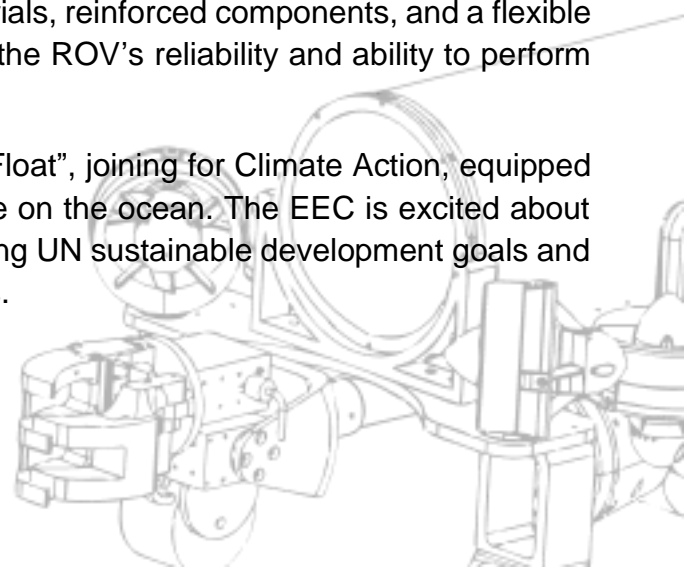 rials, reinforced components, and a flexible
the ROV's reliability and ability to perform
Float”, joining for Climate Action, equipped
e on the ocean. The EEC is excited about
ng UN sustainable development goals and
.